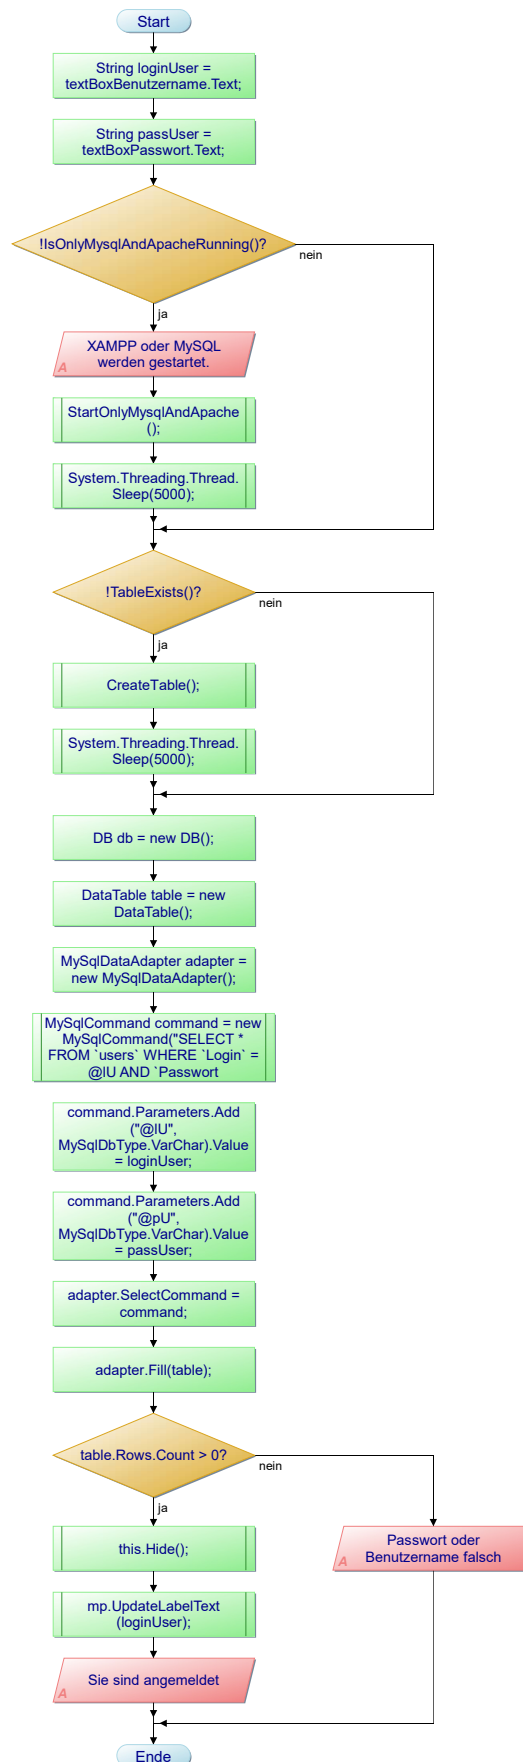 Start
String loginUser =
textBoxBenutzername.Text;
String passUser =
textBoxPasswort.Text;
!IsOnlyMysqlAndApacheRunning()?
nein
ja
XAMPP oder MySQL
werden gestartet.
A
StartOnlyMysqlAndApache
();
System.Threading.Thread.
Sleep(5000);
!TableExists()?
nein
ja
CreateTable();
System.Threading.Thread.
Sleep(5000);
DB db = new DB();
DataTable table = new
DataTable();
MySqlDataAdapter adapter =
new MySqlDataAdapter();
MySqlCommand command = new
MySqlCommand("SELECT *
FROM `users` WHERE `Login` =
@lU AND `Passwort
command.Parameters.Add
("@lU",
MySqlDbType.VarChar).Value
= loginUser;
command.Parameters.Add
("@pU",
MySqlDbType.VarChar).Value
= passUser;
adapter.SelectCommand =
command;
adapter.Fill(table);
table.Rows.Count > 0?
nein
ja
this.Hide();
Passwort oder
Benutzername falsch
A
mp.UpdateLabelText
(loginUser);
Sie sind angemeldet
A
Ende